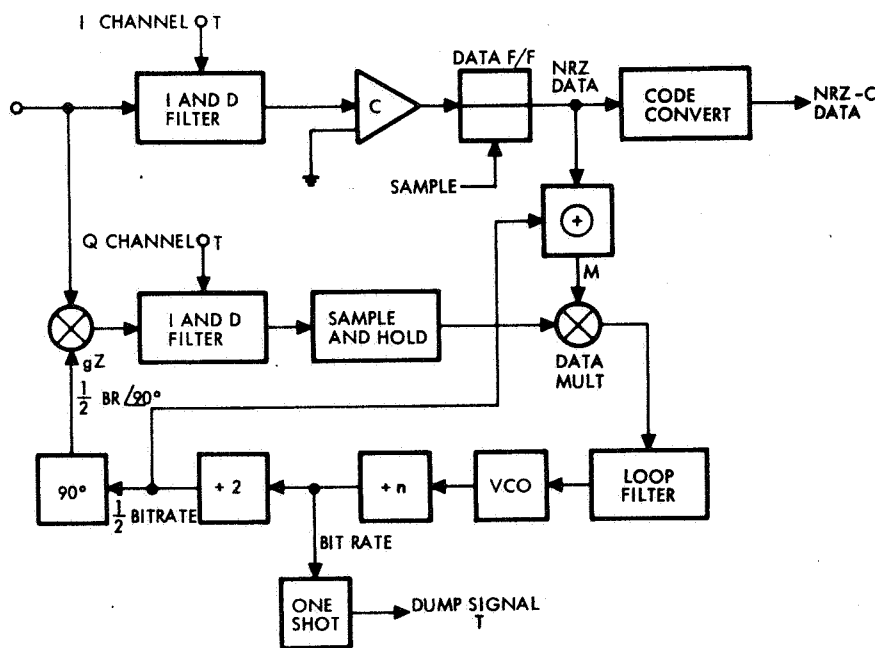 I CHANNEL T
I AND D
FILTER
C
DATA F/F
NRZ
DATA
CODE
CONVERT
NRZ-C
DATA
SAMPLE
+
M
Q CHANNEL T
I AND D
FILTER
SAMPLE
AND HOLD
DATA
MULT
gZ
1/2 BR/90°
90°
1/2 BITRATE
÷ 2
÷ n
VCO
LOOP
FILTER
BIT RATE
ONE
SHOT
DUMP SIGNAL
T